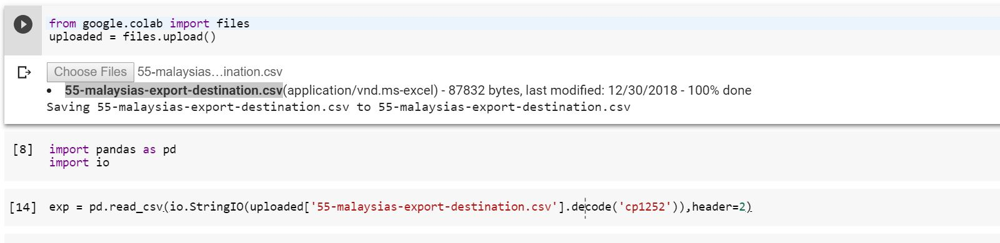 from google.colab import files
uploaded = files.upload()
Choose Files 55-malaysias…ination.csv
• 55-malaysias-export-destination.csv(application/vnd.ms-excel) - 87832 bytes, last modified: 12/30/2018 - 100% done
Saving 55-malaysias-export-destination.csv to 55-malaysias-export-destination.csv
[8] import pandas as pd
import io
[14] exp = pd.read_csv(io.StringIO(uploaded['55-malaysias-export-destination.csv'].decode('cp1252')),header=2)